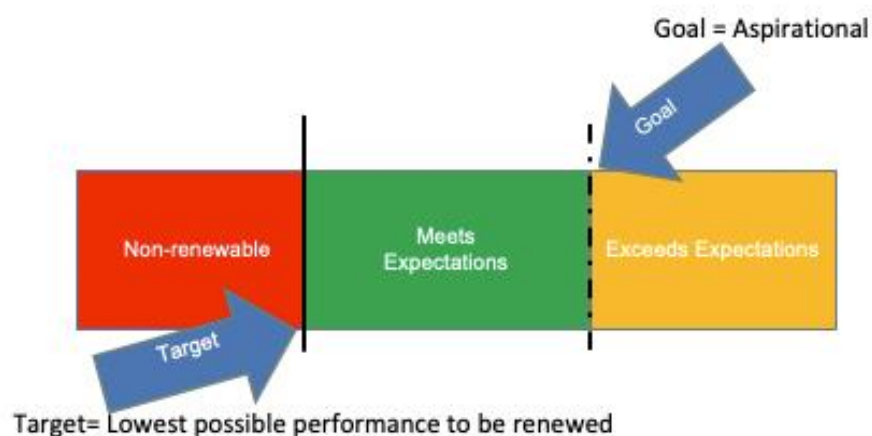 Goal = Aspirational
Goal
Non-renewable
Meets
Expectations
Exceeds Expectations
Target
Target= Lowest possible performance to be renewed